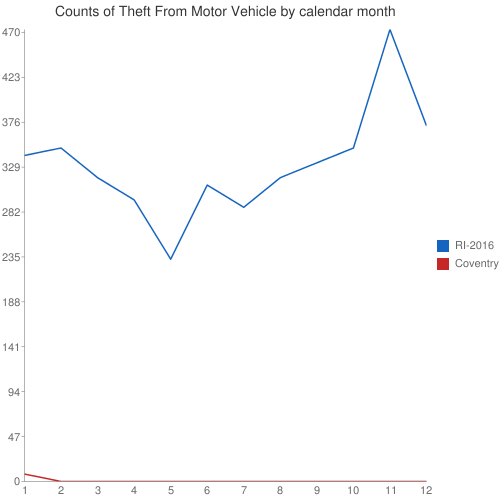 Counts of Theft From Motor Vehicle by calendar month
470
423
376
329
282
235
188
141
94
47
0
1 2 3 4 5 6 7 8 9 10 11 12
RI-2016
Coventry